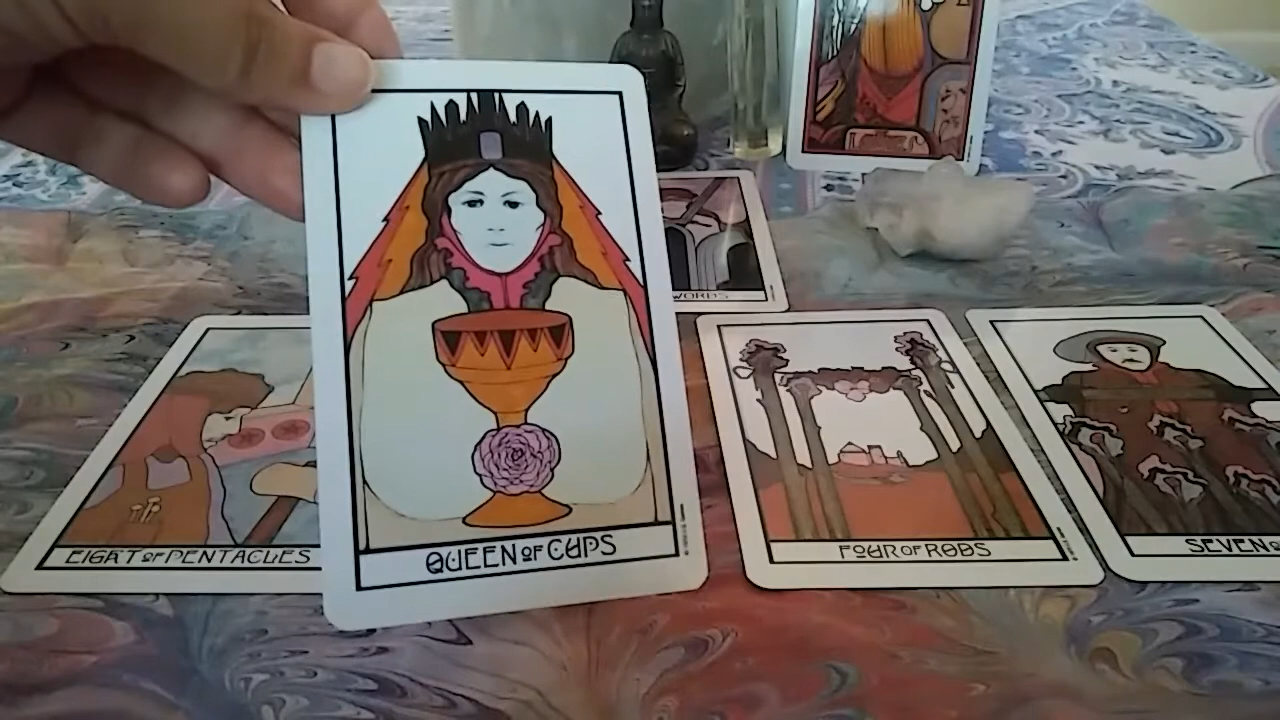 WORDS
EIGHT OF PENTACLES
QUEEN OF CUPS
FOUR OF RODS
SEVEN O